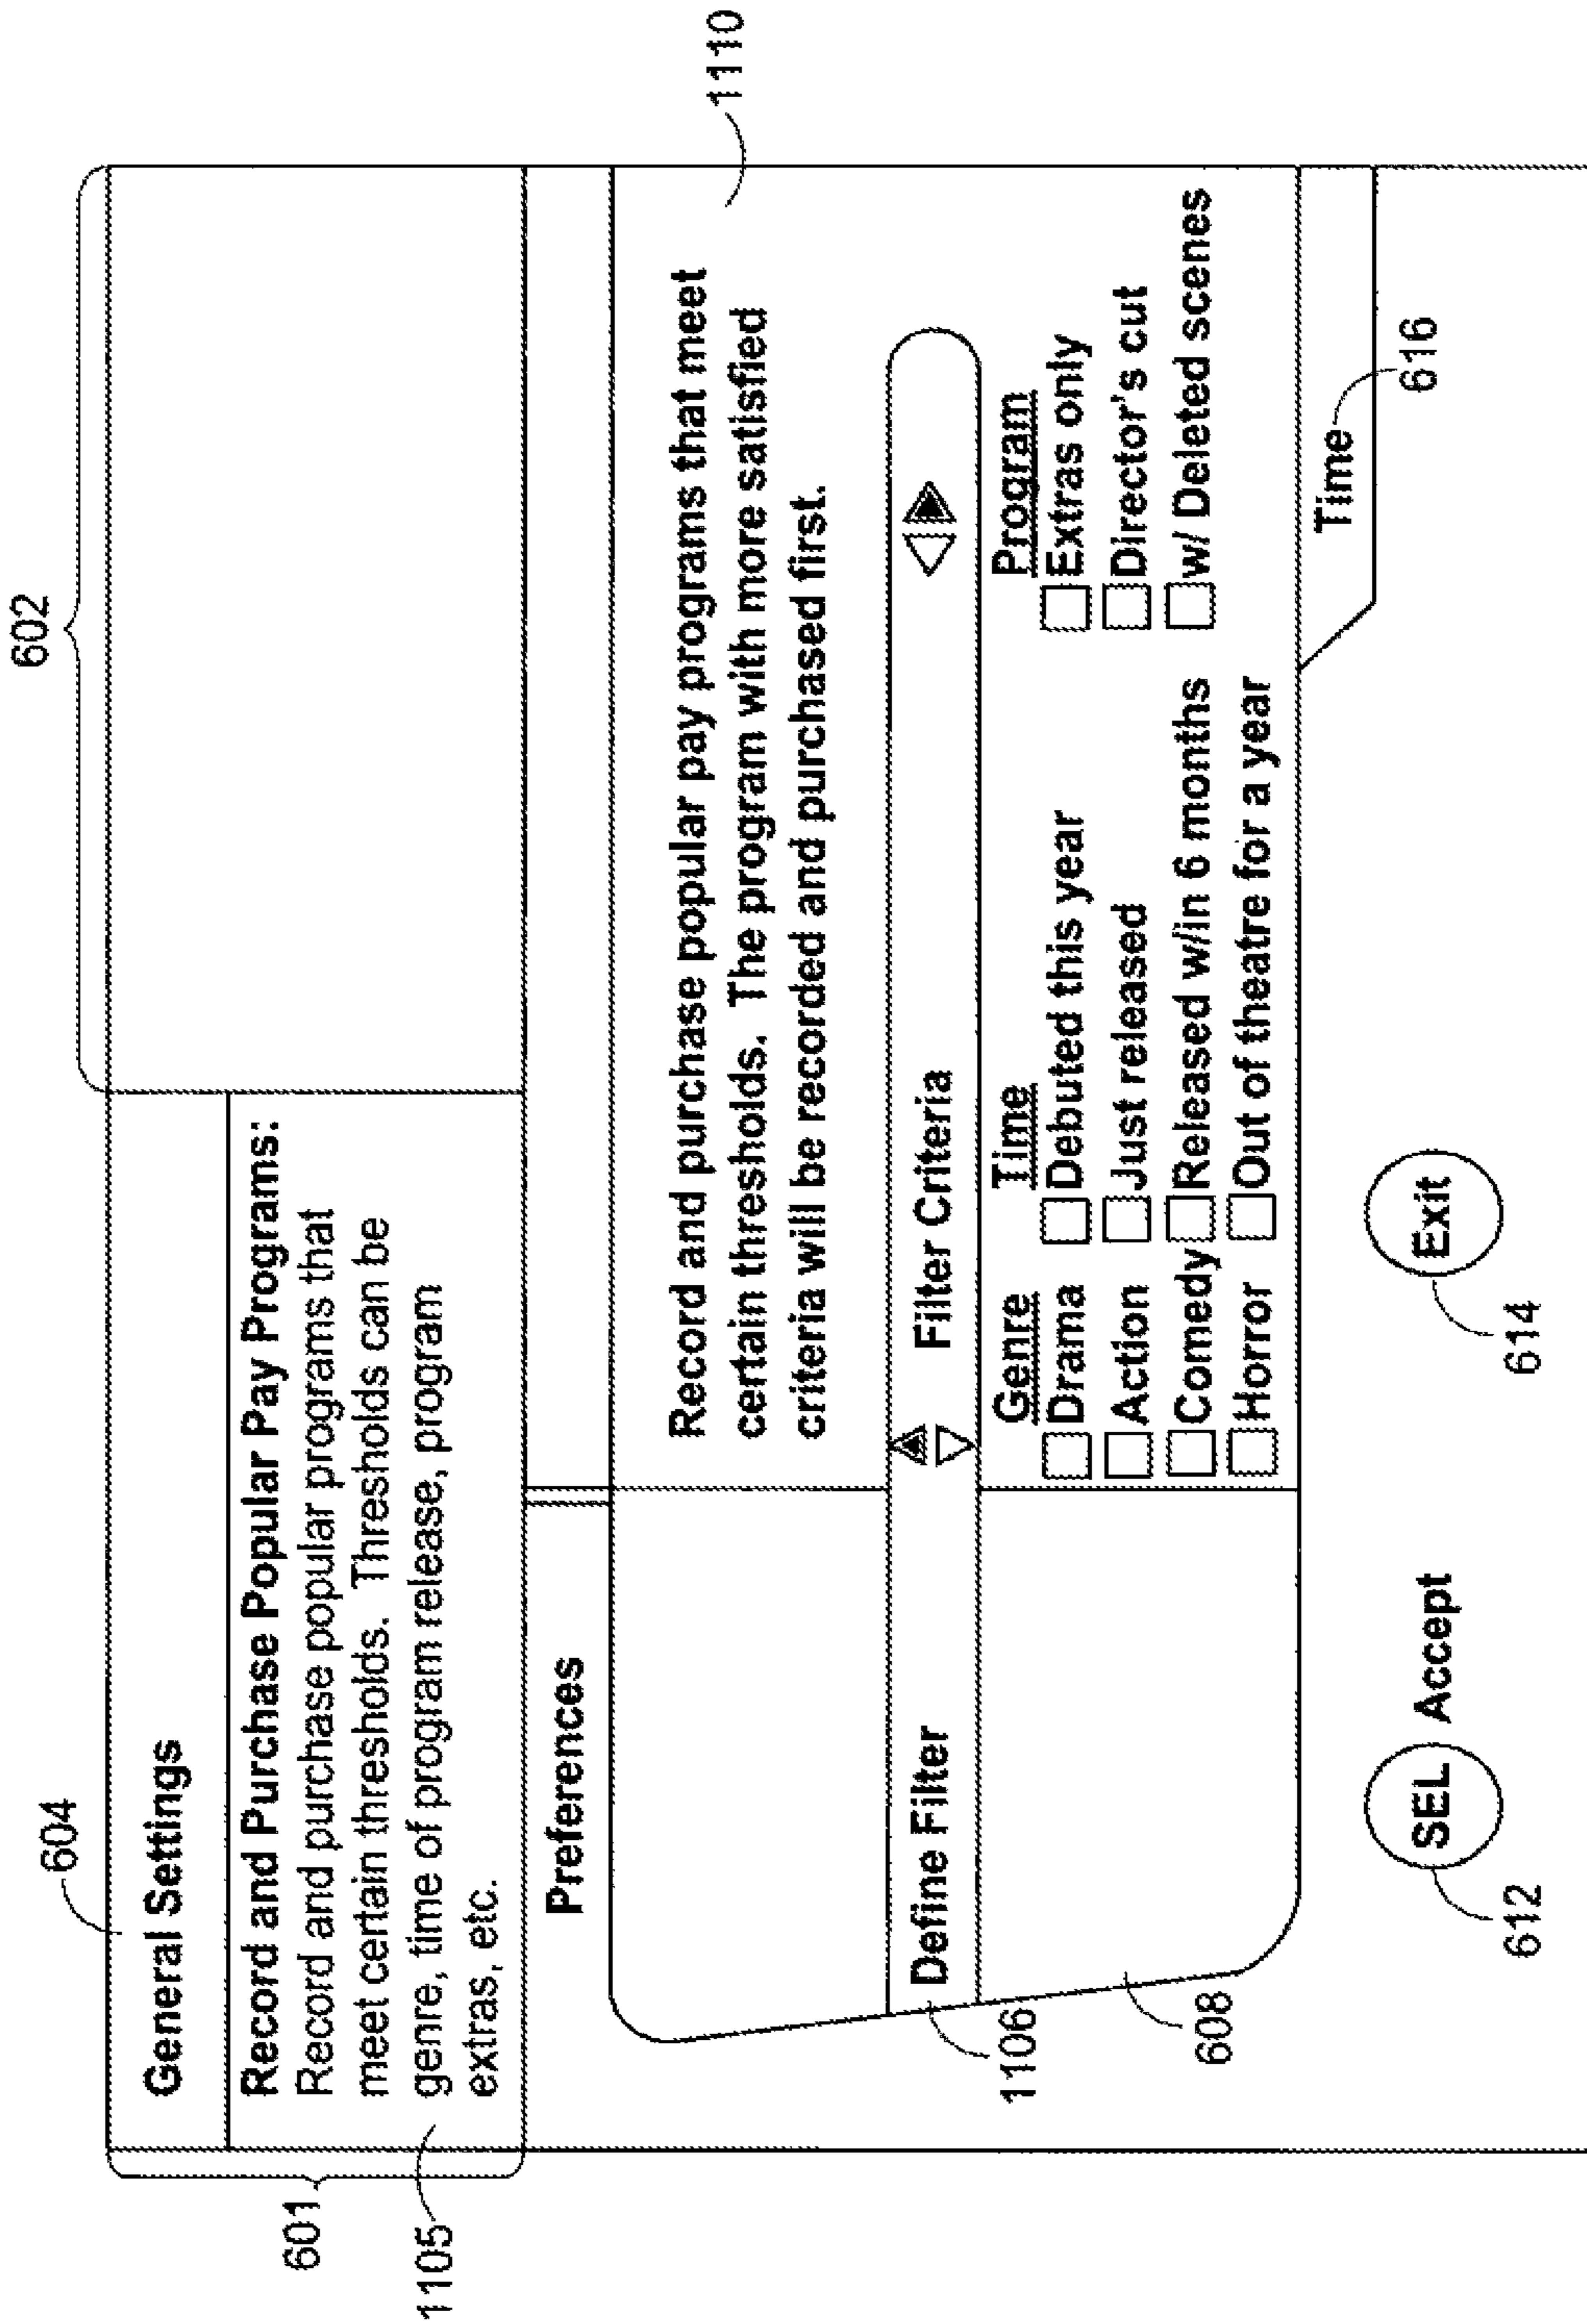 602
604
General Settings
601
Record and Purchase Popular Pay Programs:
Record and purchase popular programs that
meet certain thresholds. Thresholds can be
genre, time of program release, program
extras, etc.
1105
Preferences
1110
Record and purchase popular pay programs that meet
certain thresholds. The program with more satisfied
criteria will be recorded and purchased first.
Define Filter
Filter Criteria
1106
Genre Time Program
Drama Debuted this year Extras only
Action Just released Director's cut
Comedy Released w/in 6 months w/ Deleted scenes
Horror Out of theatre for a year
608
Time
616
SEL Accept Exit
612
614